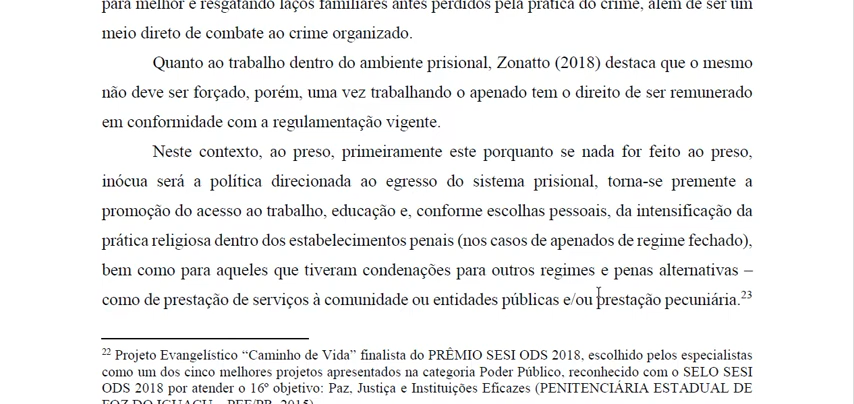 para melhor e resgatando laços familiares antes perdidos pela prática do crime, além de ser um
meio direto de combate ao crime organizado.
Quanto ao trabalho dentro do ambiente prisional, Zonatto (2018) destaca que o mesmo
não deve ser forçado, porém, uma vez trabalhando o apenado tem o direito de ser remunerado
em conformidade com a regulamentação vigente.
Neste contexto, ao preso, primeiramente este porquanto se nada for feito ao preso,
inócua será a política direcionada ao egresso do sistema prisional, torna-se premente a
promoção do acesso ao trabalho, educação e, conforme escolhas pessoais, da intensificação da
prática religiosa dentro dos estabelecimentos penais (nos casos de apenados de regime fechado),
bem como para aqueles que tiveram condenações para outros regimes e penas alternativas –
como de prestação de serviços à comunidade ou entidades públicas e/ou prestação pecuniária.23
22 Projeto Evangelístico “Caminho de Vida” finalista do PRÊMIO SESI ODS 2018, escolhido pelos especialistas
como um dos cinco melhores projetos apresentados na categoria Poder Público, reconhecido com o SELO SESI
ODS 2018 por atender o 16º objetivo: Paz, Justiça e Instituições Eficazes (PENITENCIÁRIA ESTADUAL DE
FOZ DO IGUAÇU – PEF/PR, 2015)